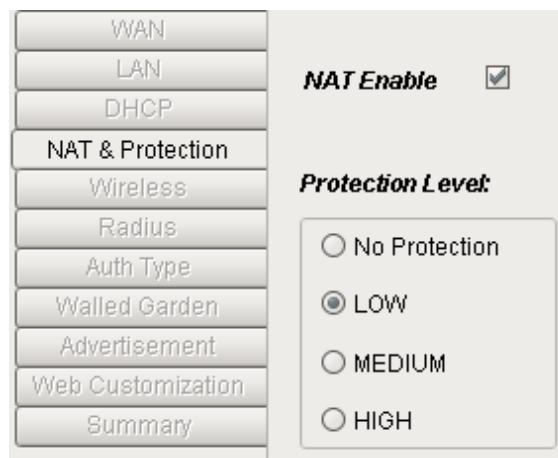 WAN
LAN
DHCP
NAT & Protection
Wireless
Radius
Auth Type
Walled Garden
Advertisement
Web Customization
Summary
NAT Enable
Protection Level:
No Protection
LOW
MEDIUM
HIGH